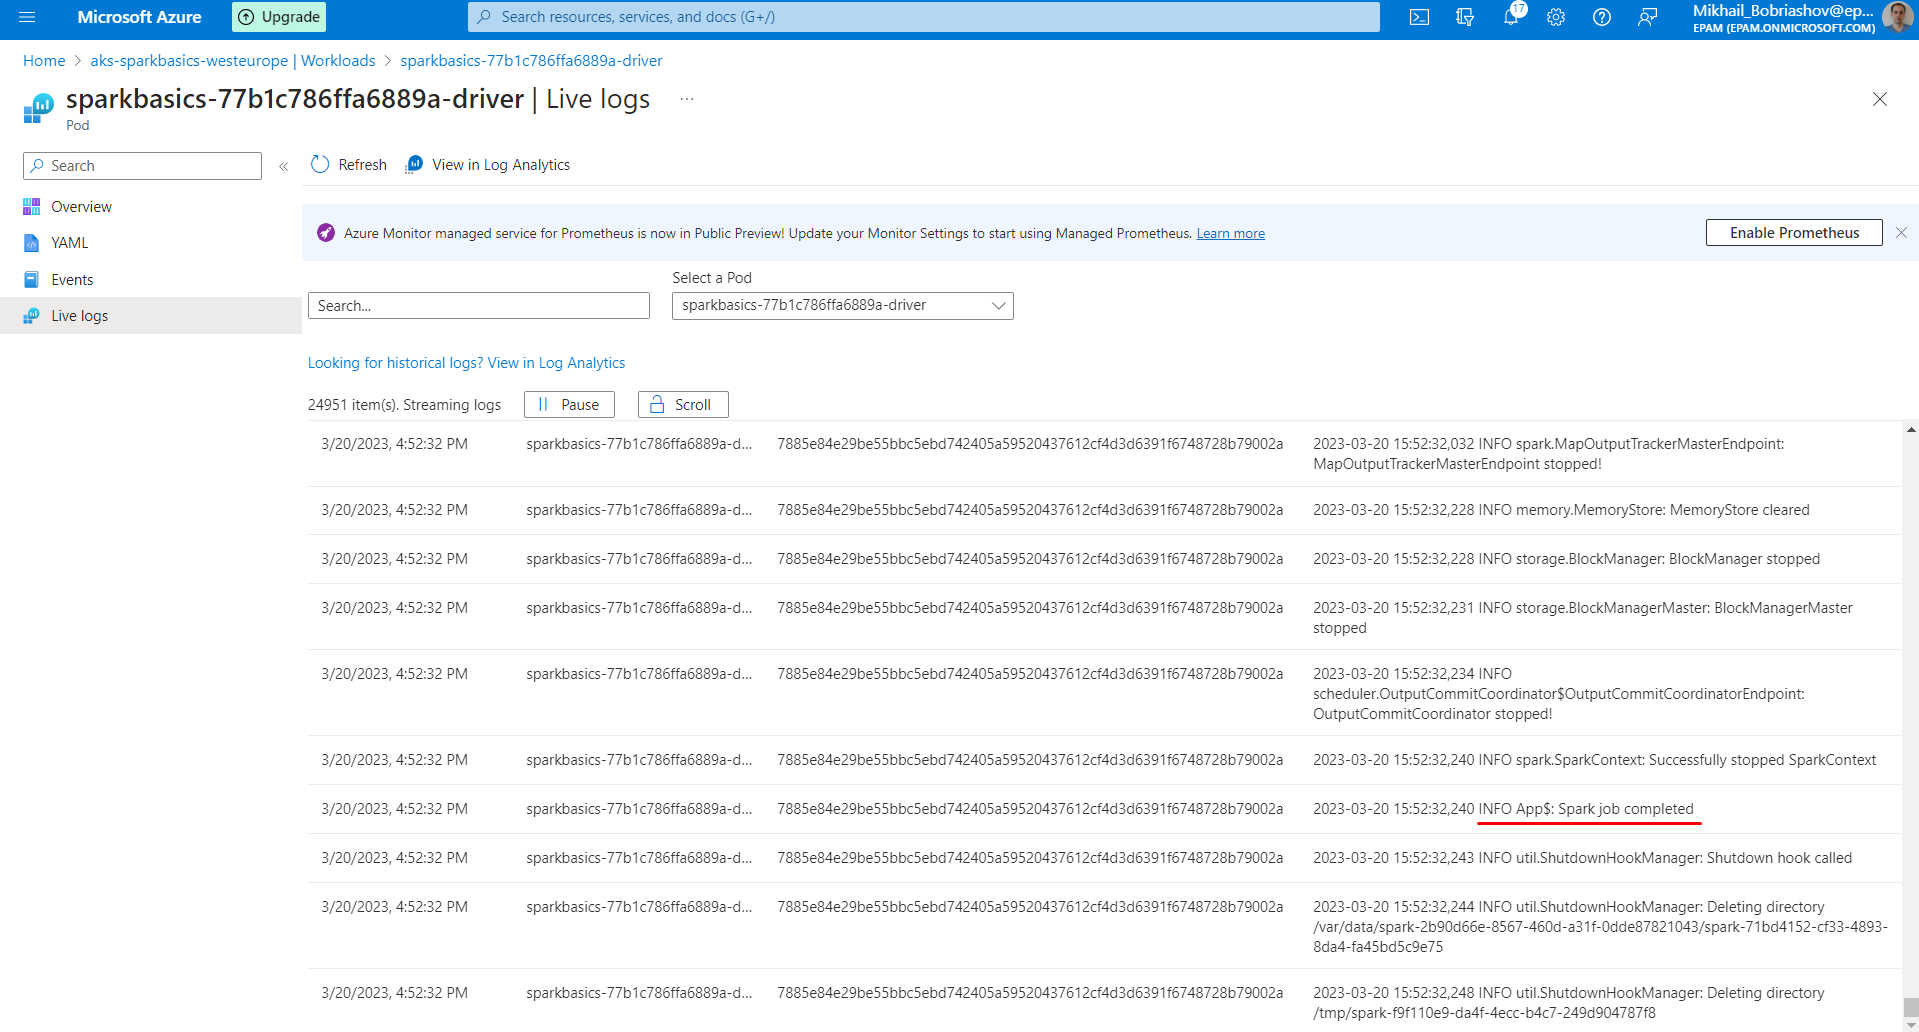 Microsoft Azure
Upgrade
Search resources, services, and docs (G+/)
17
Mikhail_Bobriashov@ep...
EPAM (EPAM.ONMICROSOFT.COM)
Home > aks-sparkbasics-westeurope | Workloads > sparkbasics-77b1c786ffa6889a-driver
sparkbasics-77b1c786ffa6889a-driver | Live logs ...
Pod
Search
Refresh
View in Log Analytics
Overview
YAML
Events
Live logs
Azure Monitor managed service for Prometheus is now in Public Preview! Update your Monitor Settings to start using Managed Prometheus. Learn more
Enable Prometheus
Select a Pod
Search...
sparkbasics-77b1c786ffa6889a-driver
Looking for historical logs? View in Log Analytics
24951 item(s). Streaming logs
Pause
Scroll
3/20/2023, 4:52:32 PM sparkbasics-77b1c786ffa6889a-d... 7885e84e29be55bbc5ebd742405a59520437612cf4d3d6391f6748728b79002a 2023-03-20 15:52:32,032 INFO spark.MapOutputTrackerMasterEndpoint:
MapOutputTrackerMasterEndpoint stopped!
3/20/2023, 4:52:32 PM sparkbasics-77b1c786ffa6889a-d... 7885e84e29be55bbc5ebd742405a59520437612cf4d3d6391f6748728b79002a 2023-03-20 15:52:32,228 INFO memory.MemoryStore: MemoryStore cleared
3/20/2023, 4:52:32 PM sparkbasics-77b1c786ffa6889a-d... 7885e84e29be55bbc5ebd742405a59520437612cf4d3d6391f6748728b79002a 2023-03-20 15:52:32,228 INFO storage.BlockManager: BlockManager stopped
3/20/2023, 4:52:32 PM sparkbasics-77b1c786ffa6889a-d... 7885e84e29be55bbc5ebd742405a59520437612cf4d3d6391f6748728b79002a 2023-03-20 15:52:32,231 INFO storage.BlockManagerMaster: BlockManagerMaster
stopped
3/20/2023, 4:52:32 PM sparkbasics-77b1c786ffa6889a-d... 7885e84e29be55bbc5ebd742405a59520437612cf4d3d6391f6748728b79002a 2023-03-20 15:52:32,234 INFO
scheduler.OutputCommitCoordinator$OutputCommitCoordinatorEndpoint:
OutputCommitCoordinator stopped!
3/20/2023, 4:52:32 PM sparkbasics-77b1c786ffa6889a-d... 7885e84e29be55bbc5ebd742405a59520437612cf4d3d6391f6748728b79002a 2023-03-20 15:52:32,240 INFO spark.SparkContext: Successfully stopped SparkContext
3/20/2023, 4:52:32 PM sparkbasics-77b1c786ffa6889a-d... 7885e84e29be55bbc5ebd742405a59520437612cf4d3d6391f6748728b79002a 2023-03-20 15:52:32,240 INFO App$: Spark job completed
3/20/2023, 4:52:32 PM sparkbasics-77b1c786ffa6889a-d... 7885e84e29be55bbc5ebd742405a59520437612cf4d3d6391f6748728b79002a 2023-03-20 15:52:32,243 INFO util.ShutdownHookManager: Shutdown hook called
3/20/2023, 4:52:32 PM sparkbasics-77b1c786ffa6889a-d... 7885e84e29be55bbc5ebd742405a59520437612cf4d3d6391f6748728b79002a 2023-03-20 15:52:32,244 INFO util.ShutdownHookManager: Deleting directory
/var/data/spark-2b90d66e-8567-460d-a31f-0dde87821043/spark-71bd4152-cf33-4893-
8da4-fa45bd5c9e75
3/20/2023, 4:52:32 PM sparkbasics-77b1c786ffa6889a-d... 7885e84e29be55bbc5ebd742405a59520437612cf4d3d6391f6748728b79002a 2023-03-20 15:52:32,248 INFO util.ShutdownHookManager: Deleting directory
/tmp/spark-f9f110e9-da4f-4ecc-b4c7-249d904787f8